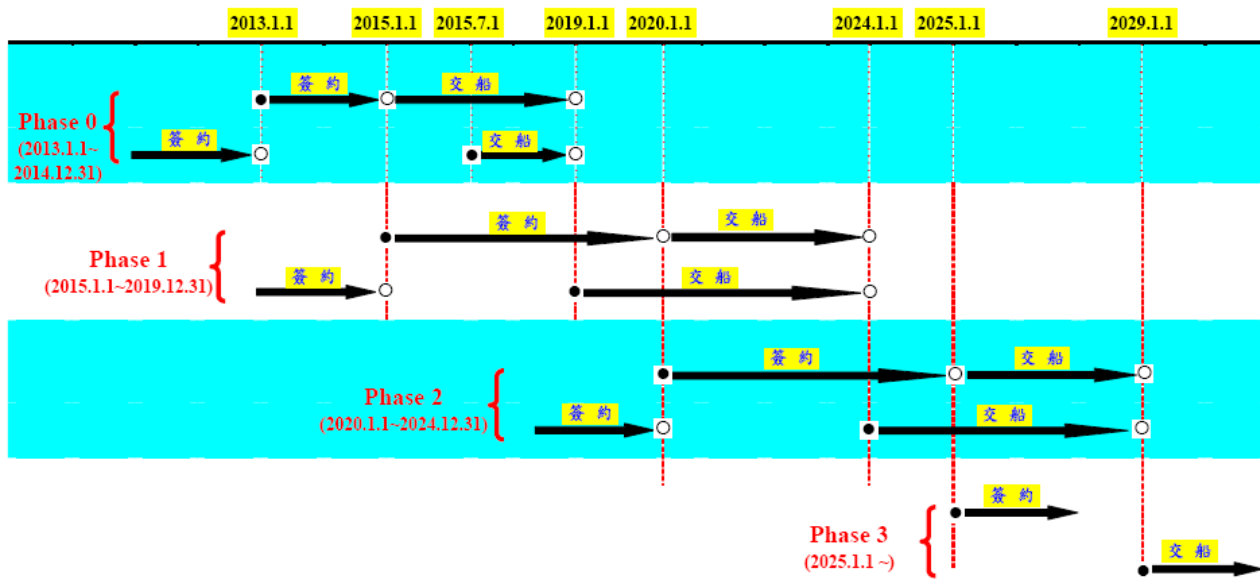 2013.1.1 2015.1.1 2015.7.1 2019.1.1 2020.1.1 2024.1.1 2025.1.1 2029.1.1
簽 約 交 船
Phase 0
(2013.1.1~
2014.12.31)
簽 約 交 船
簽 約 交 船
Phase 1
(2015.1.1~2019.12.31)
簽 約 交 船
簽 約 交 船
Phase 2
(2020.1.1~2024.12.31)
簽 約 交 船
簽 約
Phase 3
(2025.1.1 ~)
交 船